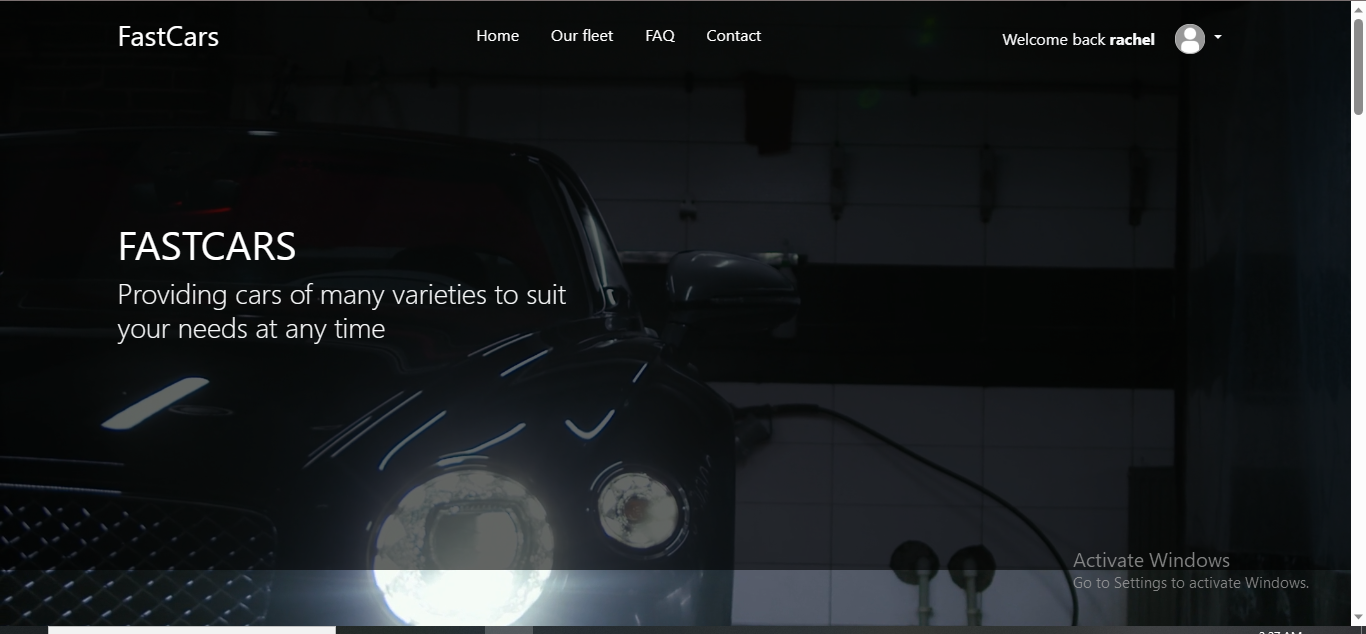 FastCars
Home Our fleet FAQ Contact
Welcome back rachel
FASTCARS
Providing cars of many varieties to suit
your needs at any time
Activate Windows
Go to Settings to activate Windows.